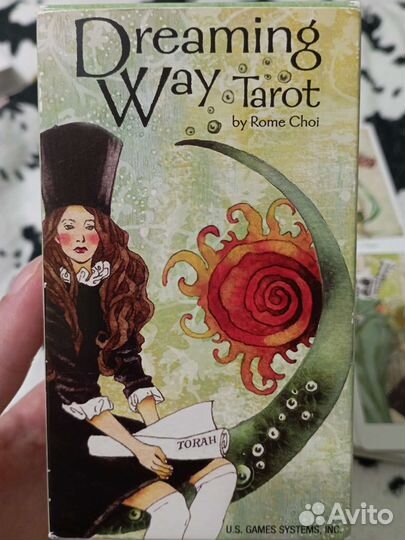 Dreaming
Way Tarot
by Rome Choi
TORAH
U.S. GAMES SYSTEMS, INC.
Avito